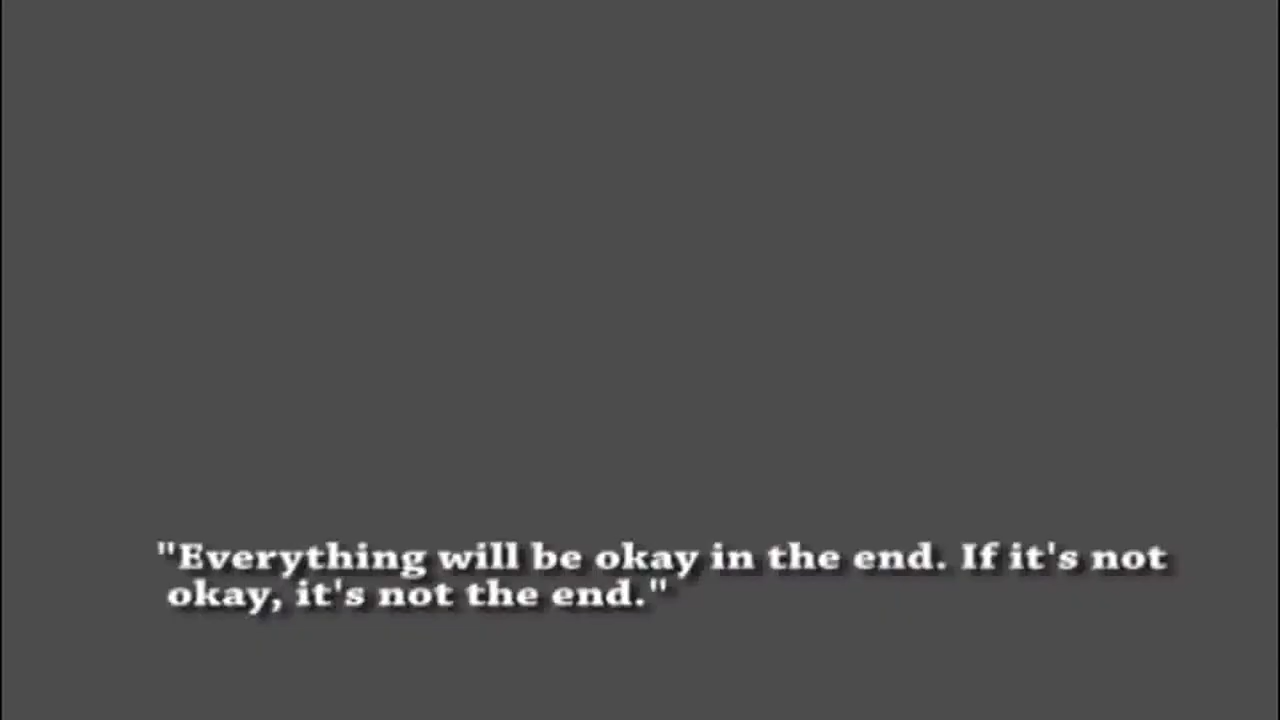 "Everything will be okay in the end. If it's not
okay, it's not the end."